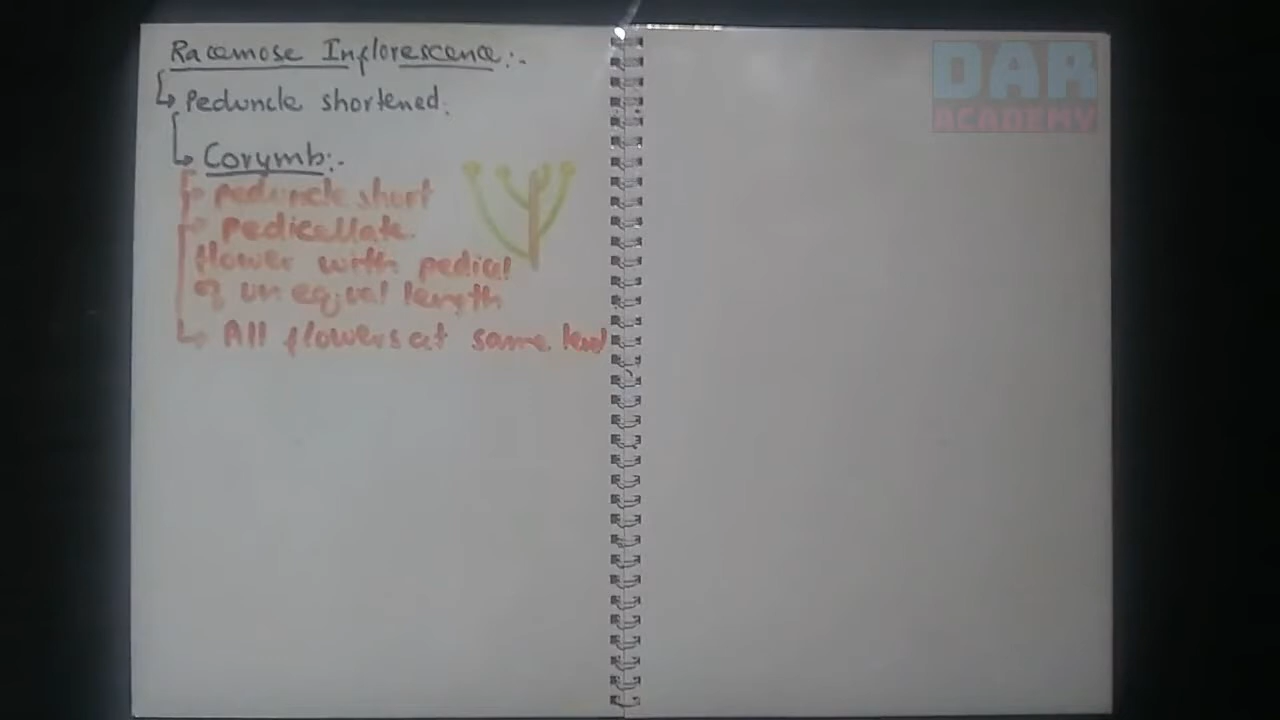 Racemose Inflorescence:-
Peduncle shortened.
Corymb:-
peduncle short
pedicellate
flower with pedicel
of unequal length
All flowers at same level
DAR
ACADEMY